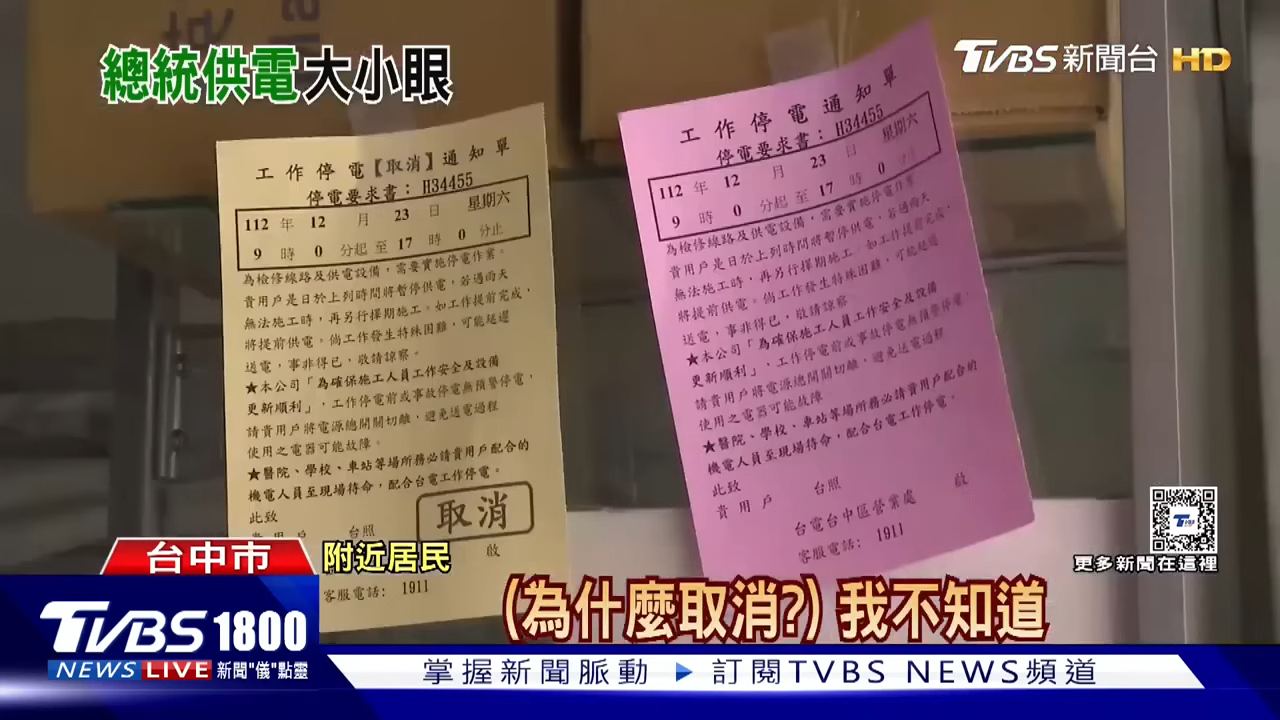 總統供電大小眼
TVBS新聞台 HD
工作停電【取消】通知單
停電要求書：H34455
112 年 12 月 23 日 星期六
9 時 0 分起至 17 時 0 分止
為檢修線路及供電設備，需要實施停電作業。
貴用戶是日於上列時間將暫停供電，若遇雨天
無法施工時，再另行擇期施工。如工作提前完成，
將提前供電。倘工作發生特殊困難，可能延遲
送電，事非得已，敬請諒察。
★本公司「為確保施工人員工作安全及設備
更新順利」，工作停電前或事故停電無預警停電，
請貴用戶將電源總開關切離，避免送電過程
使用之電器可能故障。
★醫院、學校、車站等場所務必請貴用戶配合的
機電人員至現場待命，配合台電工作停電。
此致
貴用戶 台照
取消
啟
客服電話：1911
工作停電通知單
停電要求書：H34455
112 年 12 月 23 日 星期六
9 時 0 分起至 17 時 0 分止
為檢修線路及供電設備，需要實施停電作業
貴用戶是日於上列時間將暫停供電，若遇雨天
無法施工時，再另行擇期施工。如工作提前完成，
將提前供電。倘工作發生特殊困難，可能延遲
送電，事非得已，敬請諒察。
★本公司「為確保施工人員工作安全及設備
更新順利」，工作停電前或事故停電無預警停電，
請貴用戶將電源總開關切離，避免送電過程
使用之電器可能故障。
★醫院、學校、車站等場所務必請貴用戶配合的
機電人員至現場待命，配合台電工作停電。
此致
貴用戶 台照
台電台中區營業處 啟
客服電話：1911
TVBS
更多新聞在這裡
台中市
附近居民
(為什麼取消?) 我不知道
TVBS 1800
NEWS LIVE 新聞"儀"點靈
掌握新聞脈動 ▶ 訂閱TVBS NEWS頻道